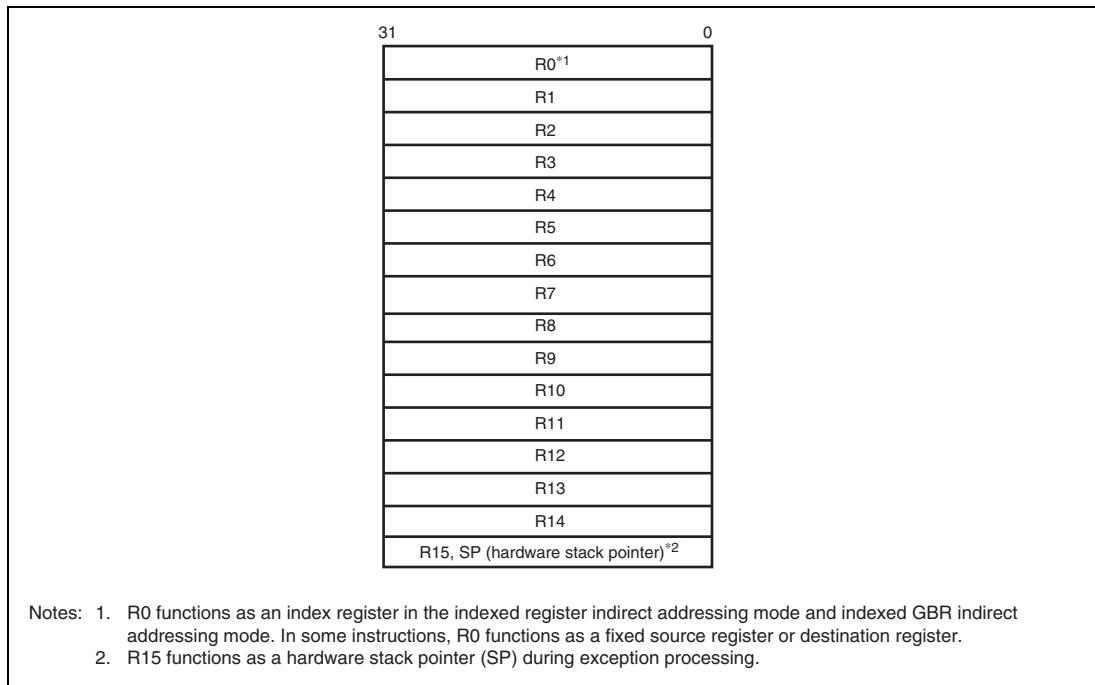 31 0
R0*1
R1
R2
R3
R4
R5
R6
R7
R8
R9
R10
R11
R12
R13
R14
R15, SP (hardware stack pointer)*2
Notes: 1. R0 functions as an index register in the indexed register indirect addressing mode and indexed GBR indirect
addressing mode. In some instructions, R0 functions as a fixed source register or destination register.
2. R15 functions as a hardware stack pointer (SP) during exception processing.